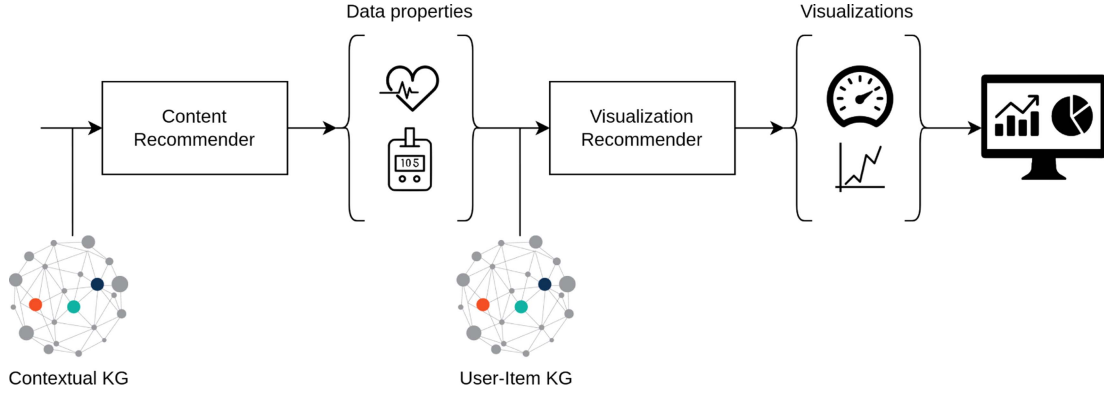 Data properties
Visualizations
Content
Recommender
Visualization
Recommender
105
Contextual KG
User-Item KG